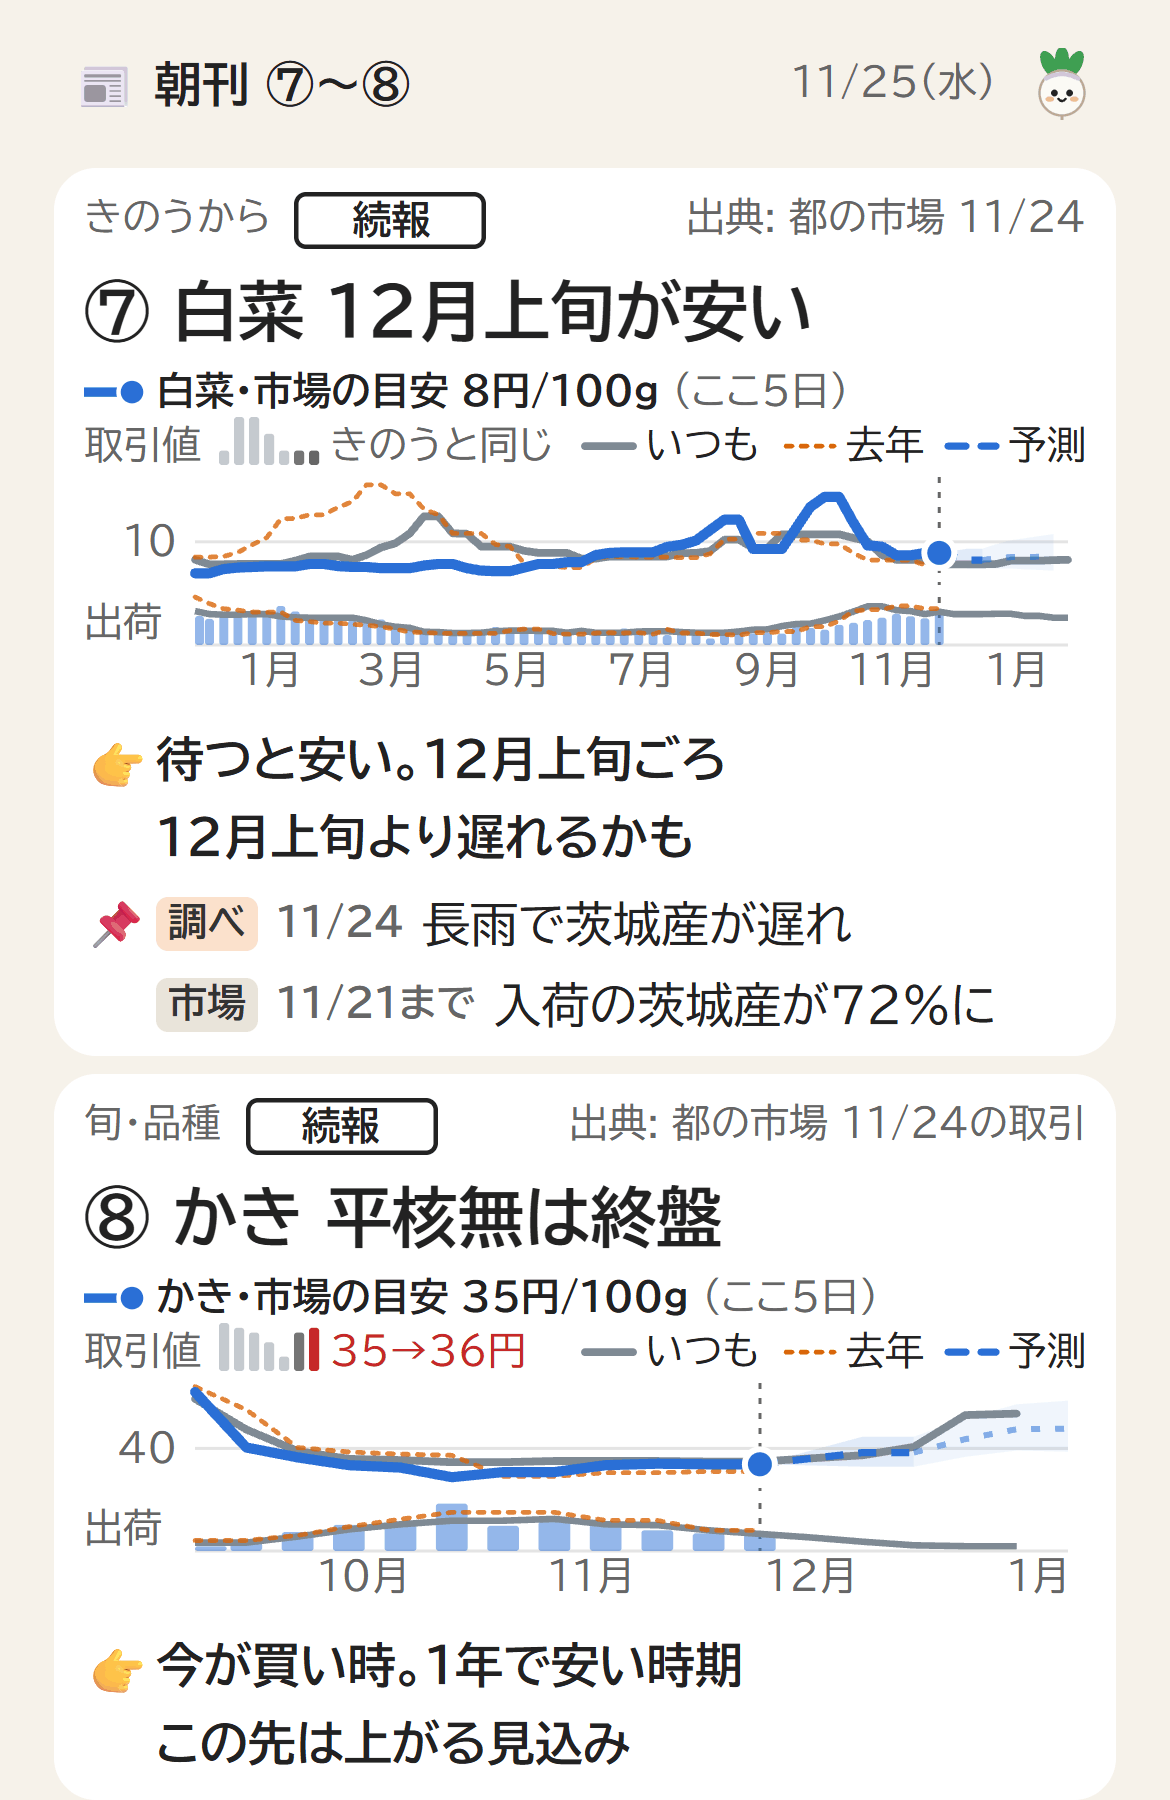 朝刊 ⑦〜⑧
11/25(水)
きのうから 続報 出典: 都の市場 11/24
⑦ 白菜 12月上旬が安い
白菜・市場の目安 8円/100g (ここ5日)
取引値 きのうと同じ いつも 去年 予測
10
出荷
1月 3月 5月 7月 9月 11月 1月
待つと安い。12月上旬ごろ
12月上旬より遅れるかも
調べ 11/24 長雨で茨城産が遅れ
市場 11/21まで 入荷の茨城産が72%に
旬・品種 続報 出典: 都の市場 11/24の取引
⑧ かき 平核無は終盤
かき・市場の目安 35円/100g (ここ5日)
取引値 35→36円 いつも 去年 予測
40
出荷
10月 11月 12月 1月
今が買い時。1年で安い時期
この先は上がる見込み